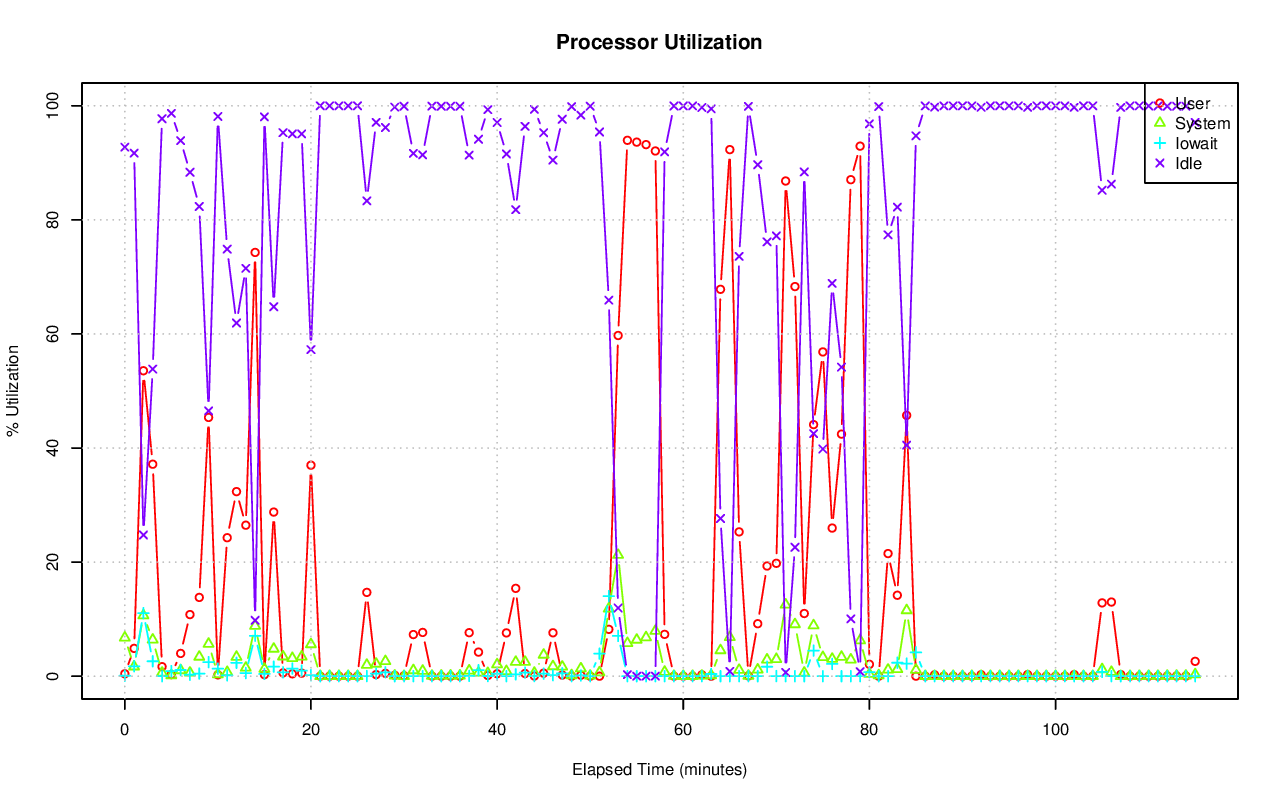 Processor Utilization
% Utilization
100
80
60
40
20
0
User
System
Iowait
Idle
0 20 40 60 80 100
Elapsed Time (minutes)